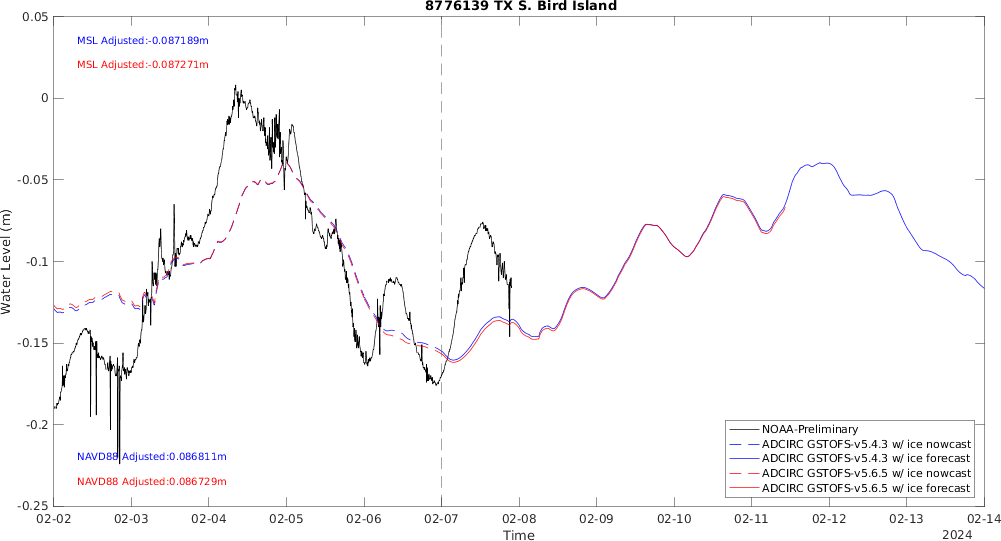 8776139 TX S. Bird Island
MSL Adjusted:-0.087189m
MSL Adjusted:-0.087271m
NAVD88 Adjusted:0.086811m
NAVD88 Adjusted:0.086729m
Water Level (m)
0.05
0
-0.05
-0.1
-0.15
-0.2
-0.25
NOAA-Preliminary
ADCIRC GSTOFS-v5.4.3 w/ ice nowcast
ADCIRC GSTOFS-v5.4.3 w/ ice forecast
ADCIRC GSTOFS-v5.6.5 w/ ice nowcast
ADCIRC GSTOFS-v5.6.5 w/ ice forecast
02-02 02-03 02-04 02-05 02-06 02-07 02-08 02-09 02-10 02-11 02-12 02-13 02-14
Time
2024